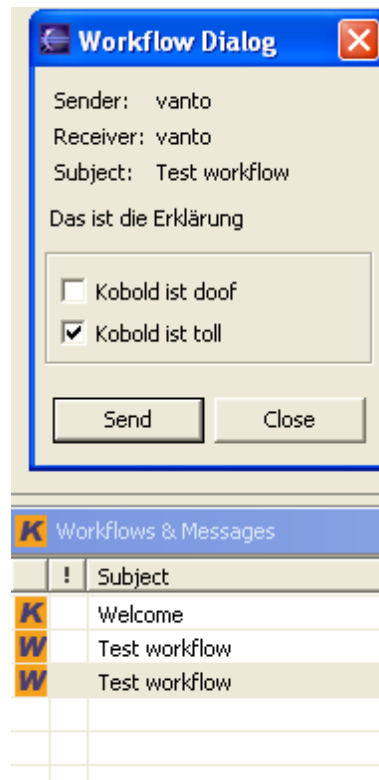 Workflow Dialog
Sender: vanto
Receiver: vanto
Subject: Test workflow
Das ist die Erklärung
Kobold ist doof
Kobold ist toll
Send Close
K Workflows & Messages
! Subject
K Welcome
W Test workflow
W Test workflow